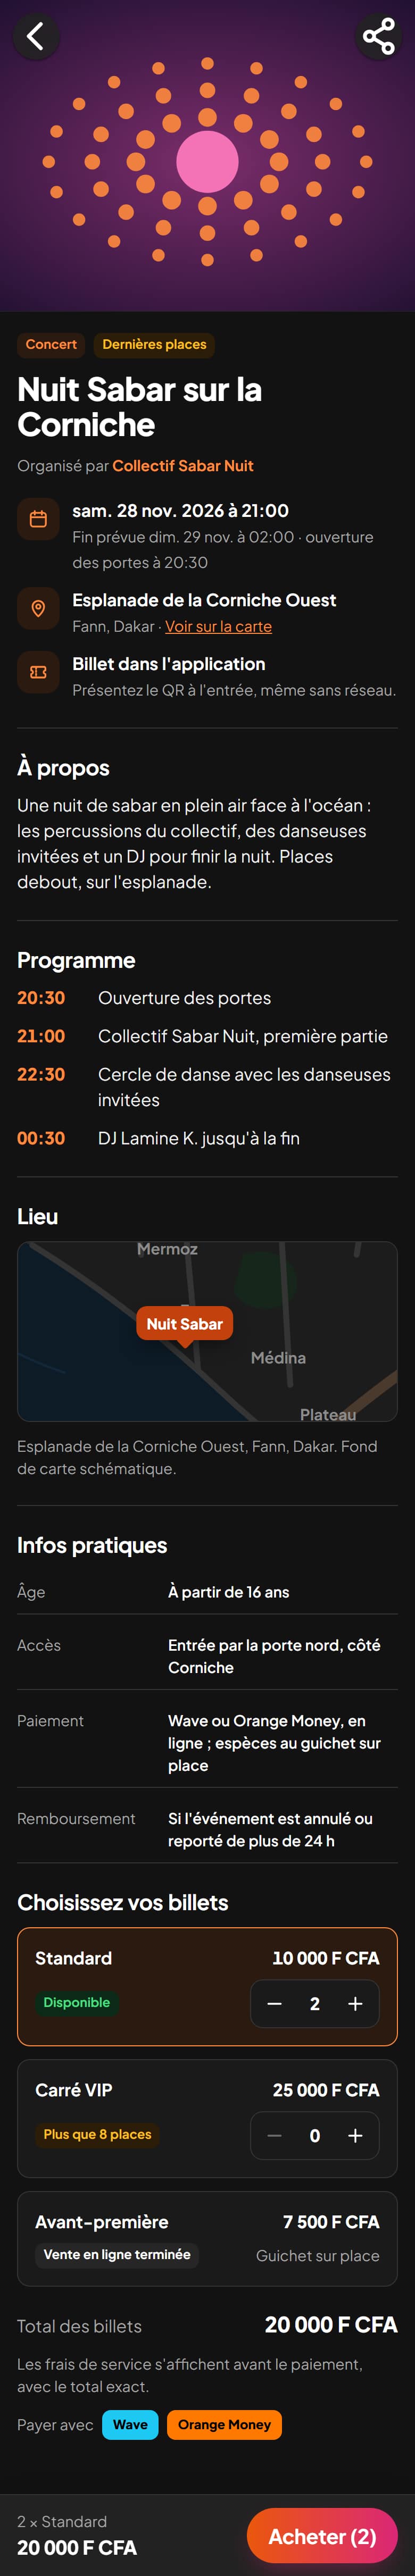 Concert
Dernières places
Nuit Sabar sur la
Corniche
Organisé par Collectif Sabar Nuit
sam. 28 nov. 2026 à 21:00
Fin prévue dim. 29 nov. à 02:00 · ouverture
des portes à 20:30
Esplanade de la Corniche Ouest
Fann, Dakar · Voir sur la carte
Billet dans l'application
Présentez le QR à l'entrée, même sans réseau.
À propos
Une nuit de sabar en plein air face à l'océan :
les percussions du collectif, des danseuses
invitées et un DJ pour finir la nuit. Places
debout, sur l'esplanade.
Programme
20:30 Ouverture des portes
21:00 Collectif Sabar Nuit, première partie
22:30 Cercle de danse avec les danseuses
invitées
00:30 DJ Lamine K. jusqu'à la fin
Lieu
Mermoz
Nuit Sabar
Médina
Plateau
Esplanade de la Corniche Ouest, Fann, Dakar. Fond
de carte schématique.
Infos pratiques
Âge À partir de 16 ans
Accès Entrée par la porte nord, côté
Corniche
Paiement Wave ou Orange Money, en
ligne ; espèces au guichet sur
place
Remboursement Si l'événement est annulé ou
reporté de plus de 24 h
Choisissez vos billets
Standard 10 000 F CFA
Disponible − 2 +
Carré VIP 25 000 F CFA
Plus que 8 places − 0 +
Avant-première 7 500 F CFA
Vente en ligne terminée Guichet sur place
Total des billets 20 000 F CFA
Les frais de service s'affichent avant le paiement,
avec le total exact.
Payer avec Wave Orange Money
2 × Standard
20 000 F CFA
Acheter (2)